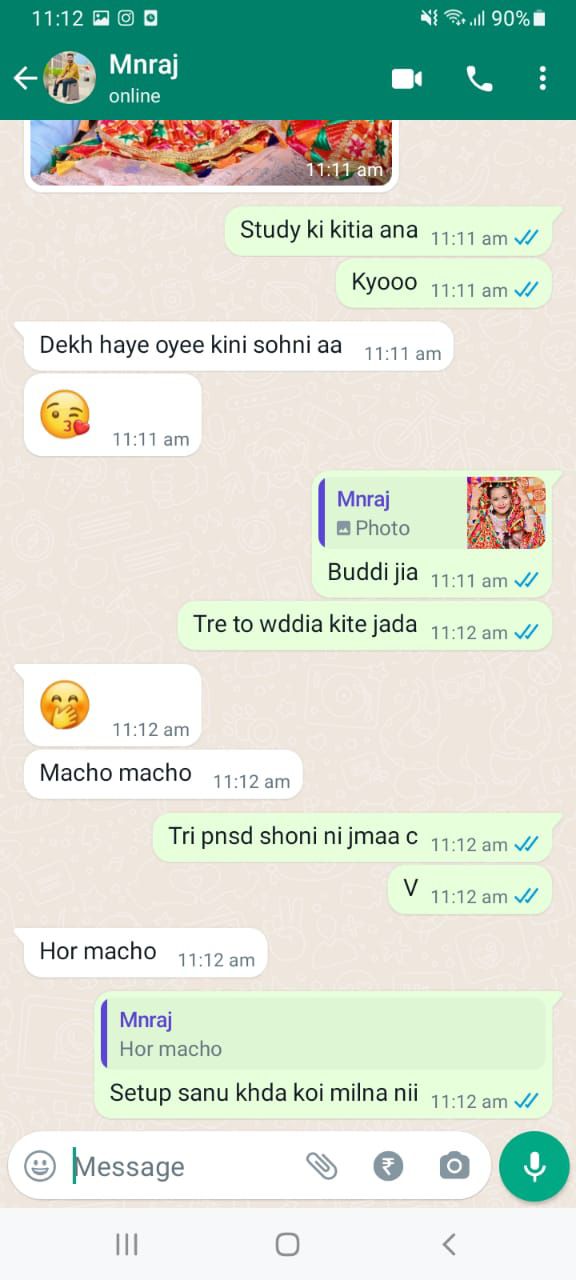 11:12
90%
Mnraj
online
11:11 am
Study ki kitia ana 11:11 am
Kyooo 11:11 am
Dekh haye oyee kini sohni aa 11:11 am
😘 11:11 am
Mnraj
Photo
Buddi jia 11:11 am
Tre to wddia kite jada 11:12 am
🤭 11:12 am
Macho macho 11:12 am
Tri pnsd shoni ni jmaa c 11:12 am
V 11:12 am
Hor macho 11:12 am
Mnraj
Hor macho
Setup sanu khda koi milna nii 11:12 am
Message